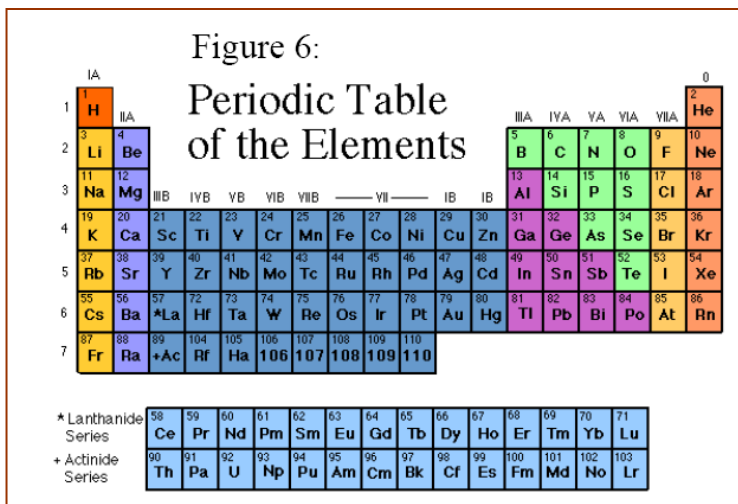 Figure 6:
Periodic Table
of the Elements
IA 0
1 1 H IIA IIIA IVA VA VIA VIIA 2 He
2 3 Li 4 Be 5 B 6 C 7 N 8 O 9 F 10 Ne
3 11 Na 12 Mg IIIB IVB VB VIB VIIB VII IB IB 13 Al 14 Si 15 P 16 S 17 Cl 18 Ar
4 19 K 20 Ca 21 Sc 22 Ti 23 V 24 Cr 25 Mn 26 Fe 27 Co 28 Ni 29 Cu 30 Zn 31 Ga 32 Ge 33 As 34 Se 35 Br 36 Kr
5 37 Rb 38 Sr 39 Y 40 Zr 41 Nb 42 Mo 43 Tc 44 Ru 45 Rh 46 Pd 47 Ag 48 Cd 49 In 50 Sn 51 Sb 52 Te 53 I 54 Xe
6 55 Cs 56 Ba 57 *La 72 Hf 73 Ta 74 W 75 Re 76 Os 77 Ir 78 Pt 79 Au 80 Hg 81 Tl 82 Pb 83 Bi 84 Po 85 At 86 Rn
7 87 Fr 88 Ra 89 +Ac 104 Rf 105 Ha 106 106 107 107 108 108 109 109 110 110
* Lanthanide Series 58 Ce 59 Pr 60 Nd 61 Pm 62 Sm 63 Eu 64 Gd 65 Tb 66 Dy 67 Ho 68 Er 69 Tm 70 Yb 71 Lu
+ Actinide Series 90 Th 91 Pa 92 U 93 Np 94 Pu 95 Am 96 Cm 97 Bk 98 Cf 99 Es 100 Fm 101 Md 102 No 103 Lr